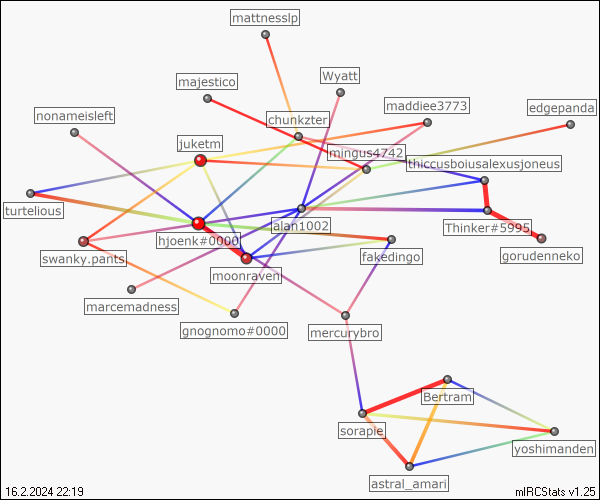 mattnesslp
majestico
Wyatt
maddiee3773
edgepanda
nonameisleft
chunkzter
juketm
mingus4742
thiccusboiusalexusjoneus
turtelious
alan1002
Thinker#5995
hjoenk#0000
swanky.pants
fakedingo
gorudenneko
moonraven
marcemadness
gnognomo#0000
mercurybro
Bertram
sorapie
yoshimanden
astral_amari
16.2.2024 22:19
mIRCStats v1.25